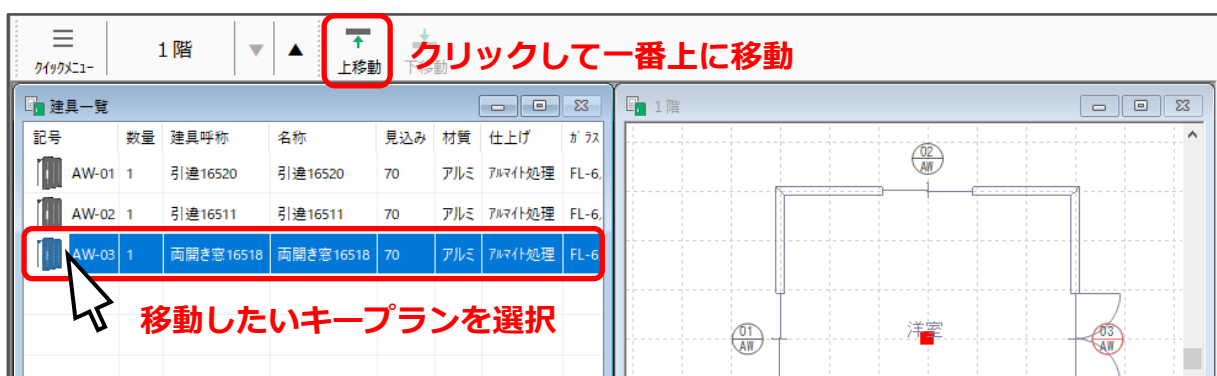 クイックメニュー
1階
▼
▲
上移動
下移動
クリックして一番上に移動
建具一覧
記号 数量 建具呼称 名称 見込み 材質 仕上げ ガラス
AW-01 1 引違16520 引違16520 70 アルミ アルマイト処理 FL-6,
AW-02 1 引違16511 引違16511 70 アルミ アルマイト処理 FL-6,
AW-03 1 両開き窓16518 両開き窓16518 70 アルミ アルマイト処理 FL-6
移動したいキープランを選択
1階
02
AW
洋室
01
AW
03
AW